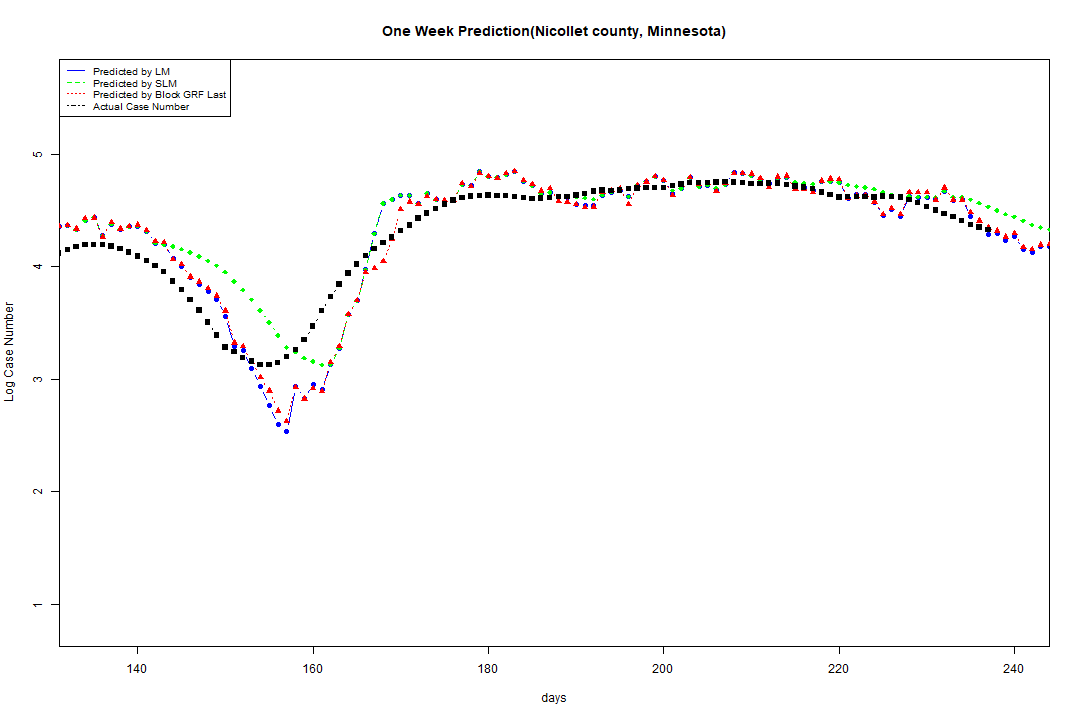 One Week Prediction(Nicollet county, Minnesota)
Predicted by LM
Predicted by SLM
Predicted by Block GRF Last
Actual Case Number
5
4
3
2
1
Log Case Number
140 160 180 200 220 240
days